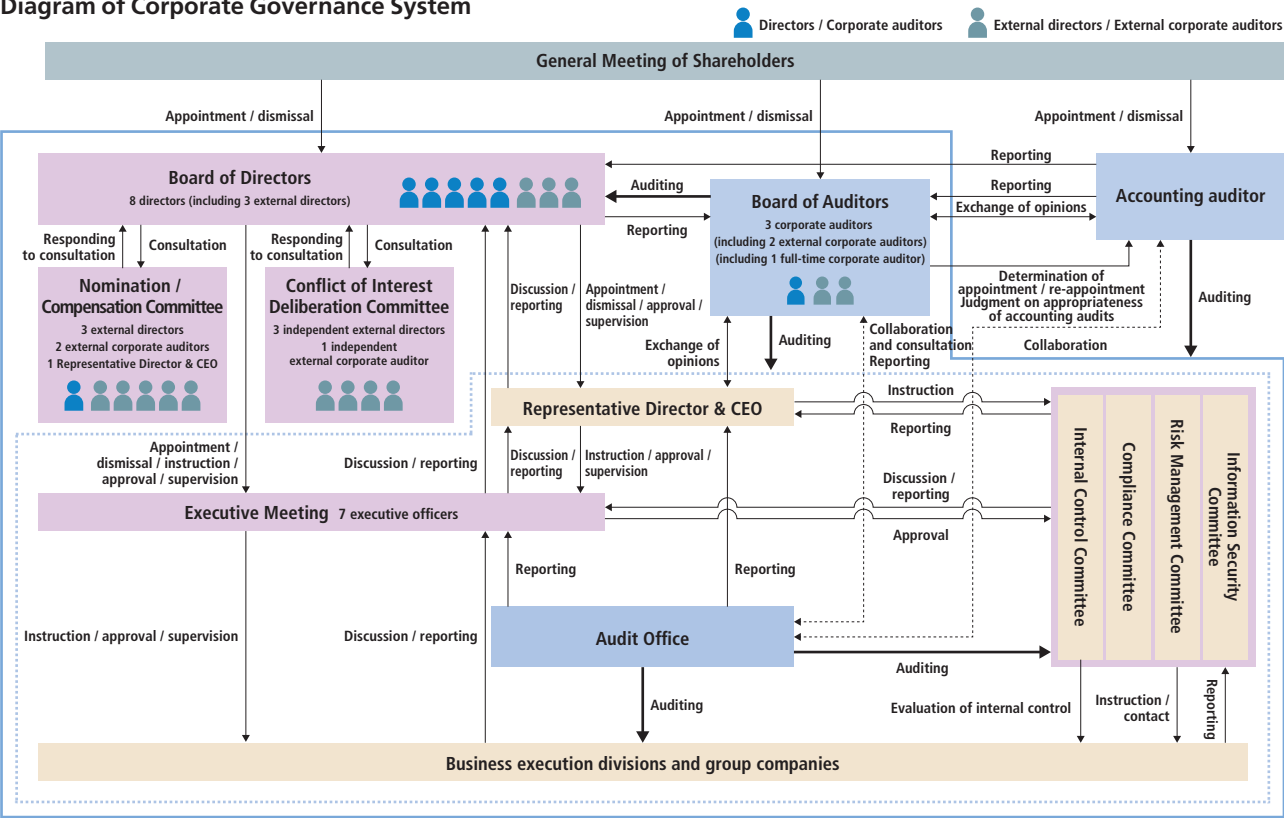 Diagram of Corporate Governance System
Directors / Corporate auditors
External directors / External corporate auditors
General Meeting of Shareholders
Appointment / dismissal
Appointment / dismissal
Appointment / dismissal
Board of Directors
8 directors (including 3 external directors)
Auditing
Reporting
Board of Auditors
3 corporate auditors
(including 2 external corporate auditors)
(including 1 full-time corporate auditor)
Reporting
Reporting
Exchange of opinions
Accounting auditor
Responding
to consultation
Consultation
Responding
to consultation
Consultation
Nomination /
Compensation Committee
3 external directors
2 external corporate auditors
1 Representative Director & CEO
Conflict of Interest
Deliberation Committee
3 independent external directors
1 independent
external corporate auditor
Discussion /
reporting
Appointment /
dismissal / approval /
supervision
Exchange of
opinions
Auditing
Collaboration
and consultation
Reporting
Determination of
appointment / re-appointment
Judgment on appropriateness
of accounting audits
Collaboration
Auditing
Representative Director & CEO
Instruction
Reporting
Appointment /
dismissal / instruction /
approval / supervision
Discussion / reporting
Discussion /
reporting
Instruction / approval /
supervision
Discussion /
reporting
Approval
Executive Meeting 7 executive officers
Internal Control Committee
Compliance Committee
Risk Management Committee
Information Security
Committee
Reporting
Reporting
Instruction / approval / supervision
Discussion / reporting
Audit Office
Auditing
Auditing
Evaluation of internal control
Instruction /
contact
Reporting
Business execution divisions and group companies